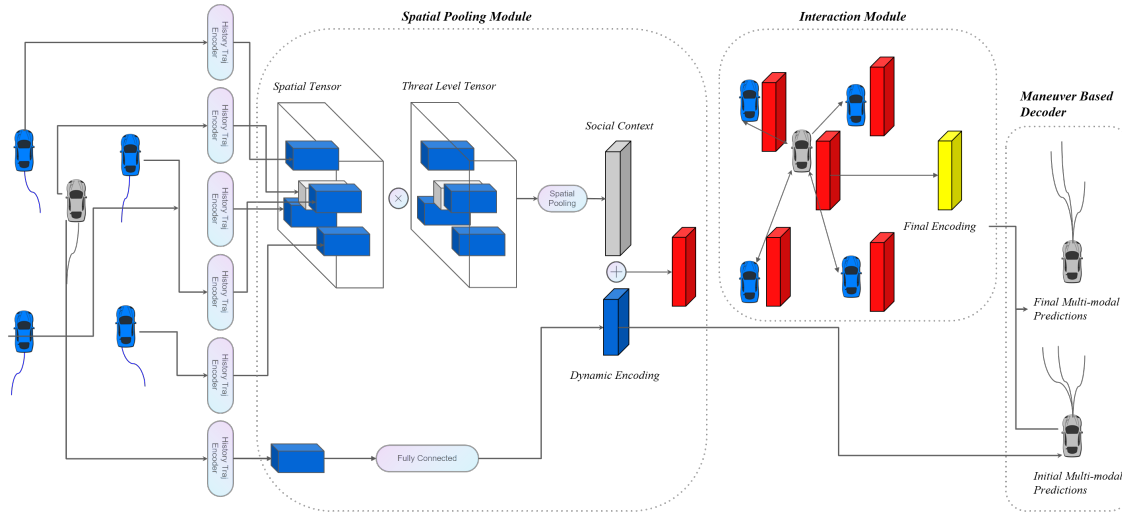 Spatial Pooling Module
Interaction Module
History Traj
Encoder
History Traj
Encoder
History Traj
Encoder
History Traj
Encoder
History Traj
Encoder
History Traj
Encoder
Spatial Tensor
Threat Level Tensor
Social Context
Spatial
Pooling
Dynamic Encoding
Fully Connected
Final Encoding
Maneuver Based
Decoder
Final Multi-modal
Predictions
Initial Multi-modal
Predictions